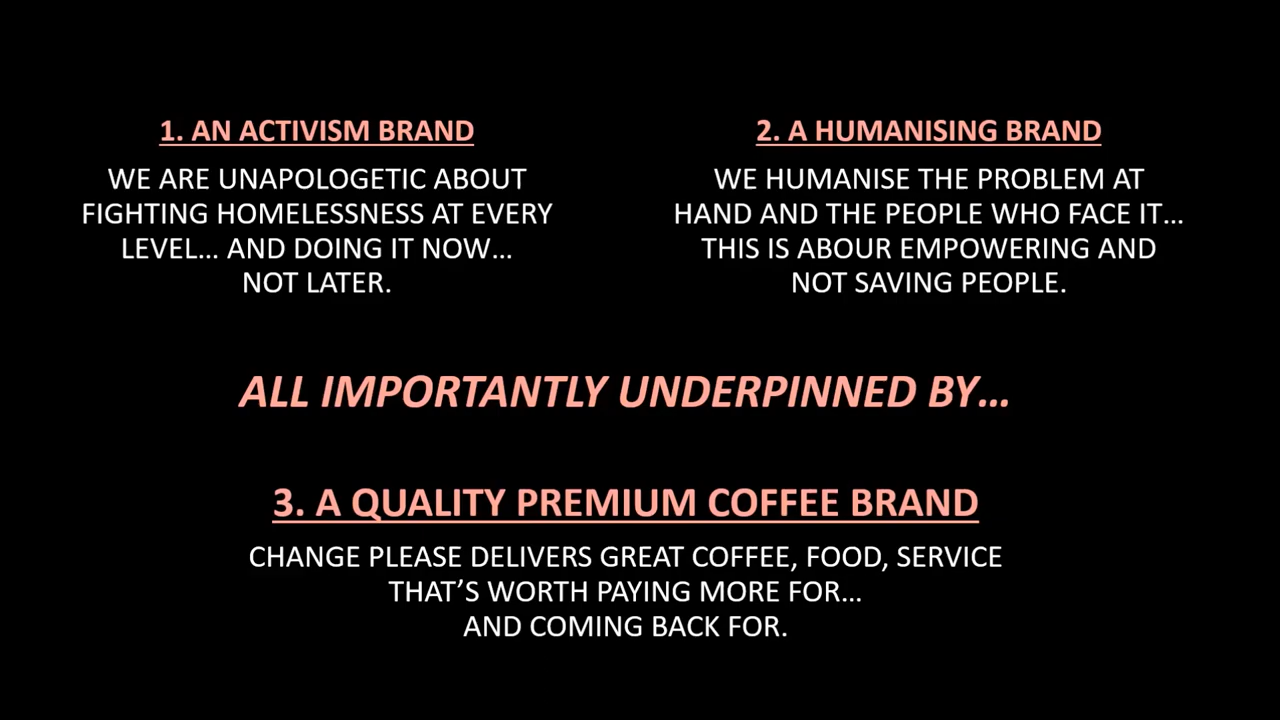 1. AN ACTIVISM BRAND
WE ARE UNAPOLOGETIC ABOUT
FIGHTING HOMELESSNESS AT EVERY
LEVEL... AND DOING IT NOW...
NOT LATER.
2. A HUMANISING BRAND
WE HUMANISE THE PROBLEM AT
HAND AND THE PEOPLE WHO FACE IT...
THIS IS ABOUR EMPOWERING AND
NOT SAVING PEOPLE.
ALL IMPORTANTLY UNDERPINNED BY...
3. A QUALITY PREMIUM COFFEE BRAND
CHANGE PLEASE DELIVERS GREAT COFFEE, FOOD, SERVICE
THAT’S WORTH PAYING MORE FOR...
AND COMING BACK FOR.